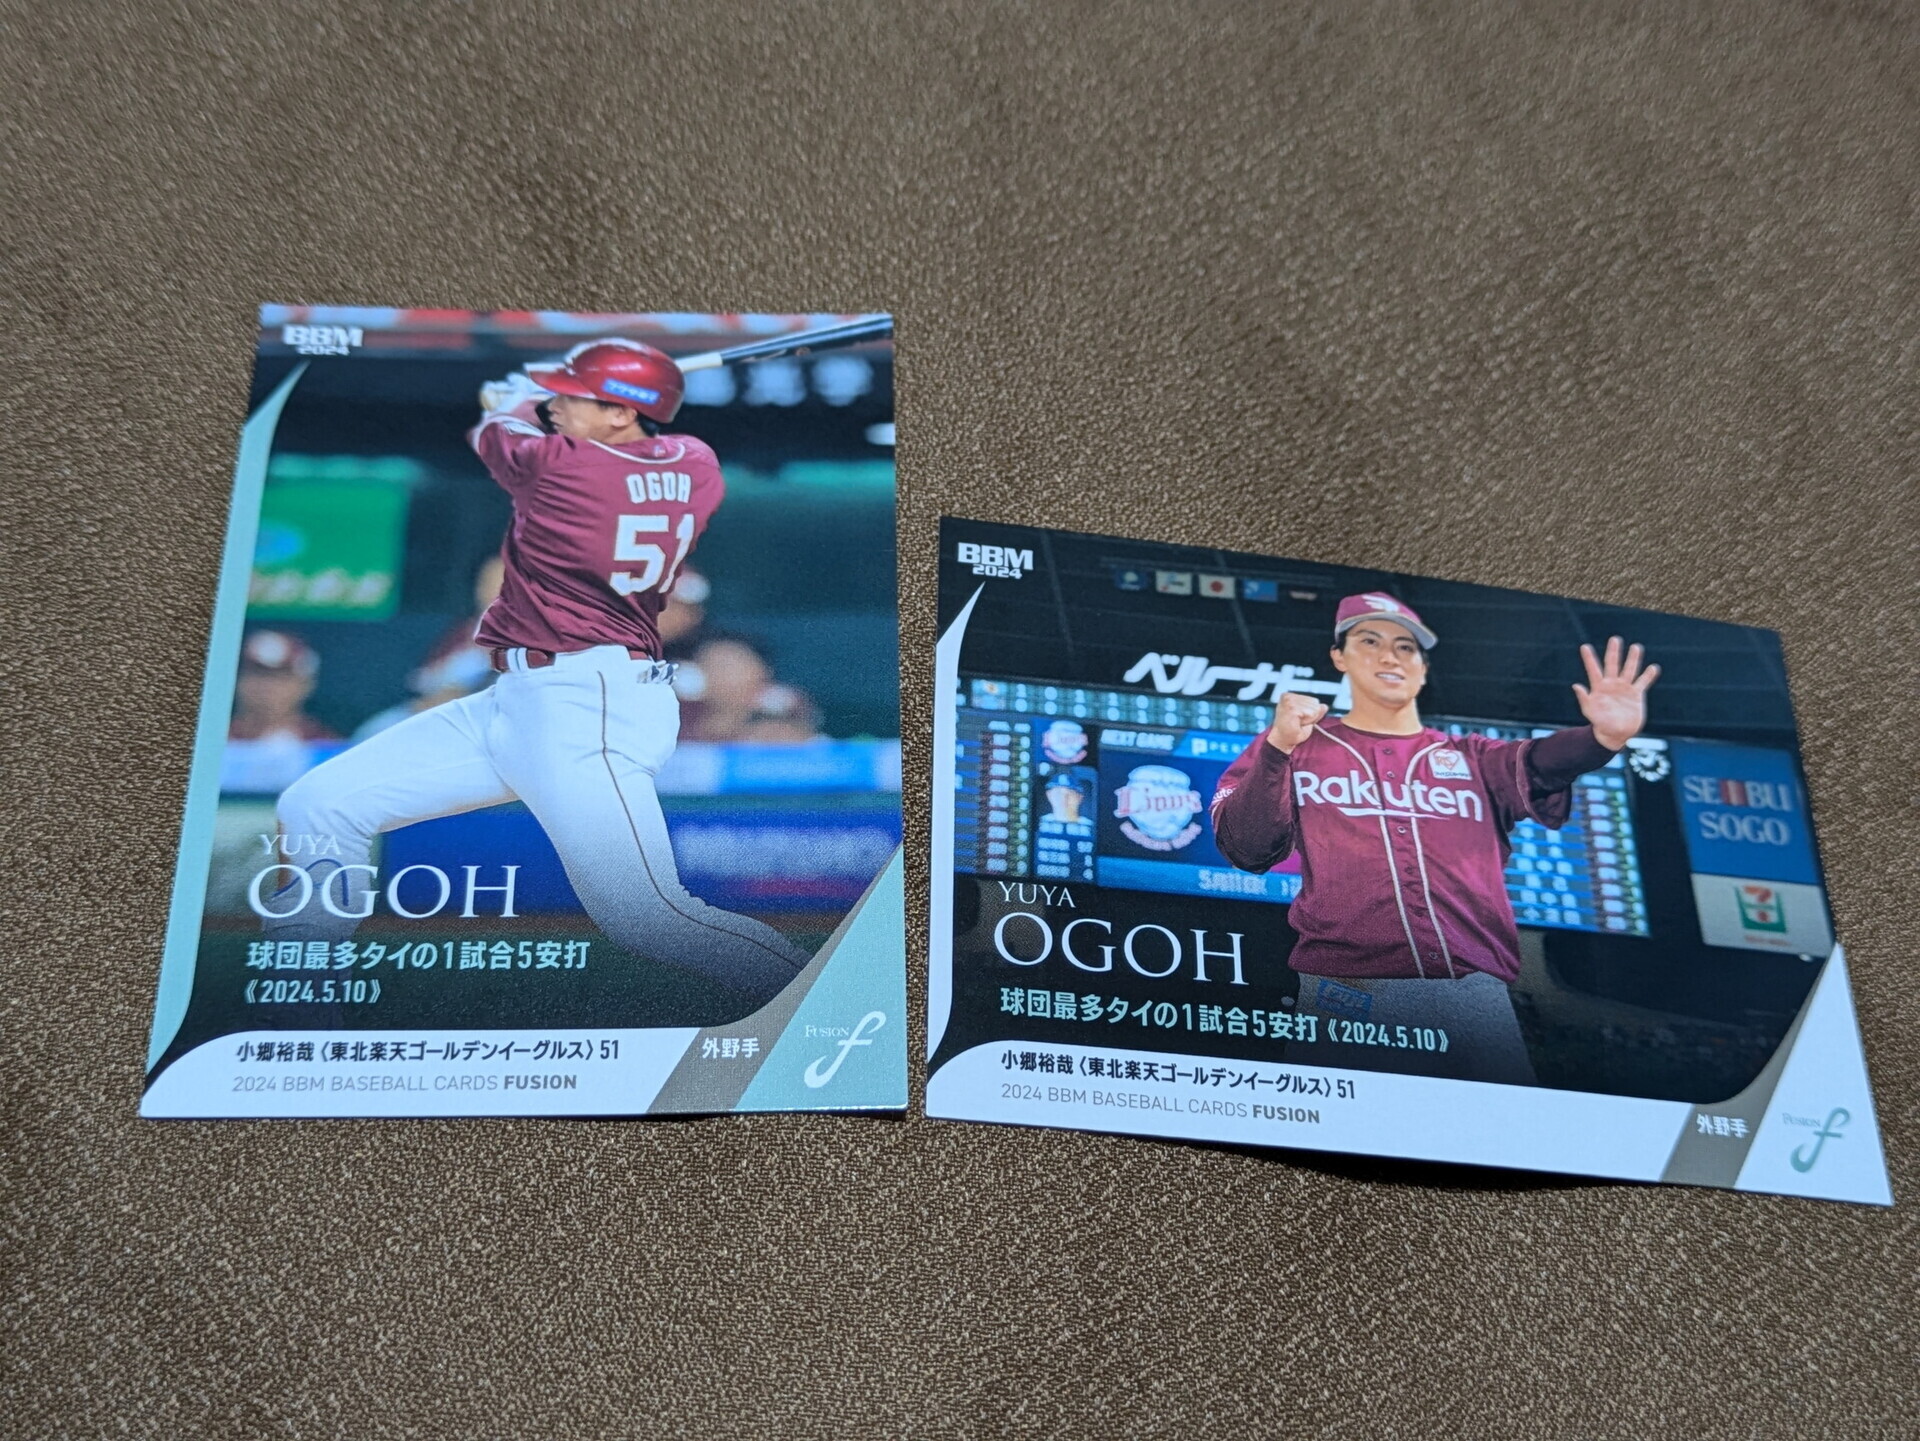 BBM
2024
OGOH
51
YUYA
OGOH
球団最多タイの1試合5安打
《2024.5.10》
小郷裕哉〈東北楽天ゴールデンイーグルス〉51
2024 BBM BASEBALL CARDS FUSION
外野手
FUSION
f
BBM
2024
ベルーナドー
NEXT GAME
Lions
Rakuten
SEIBU
SOGO
7
YUYA
OGOH
球団最多タイの1試合5安打《2024.5.10》
小郷裕哉〈東北楽天ゴールデンイーグルス〉51
2024 BBM BASEBALL CARDS FUSION
外野手
FUSION
f